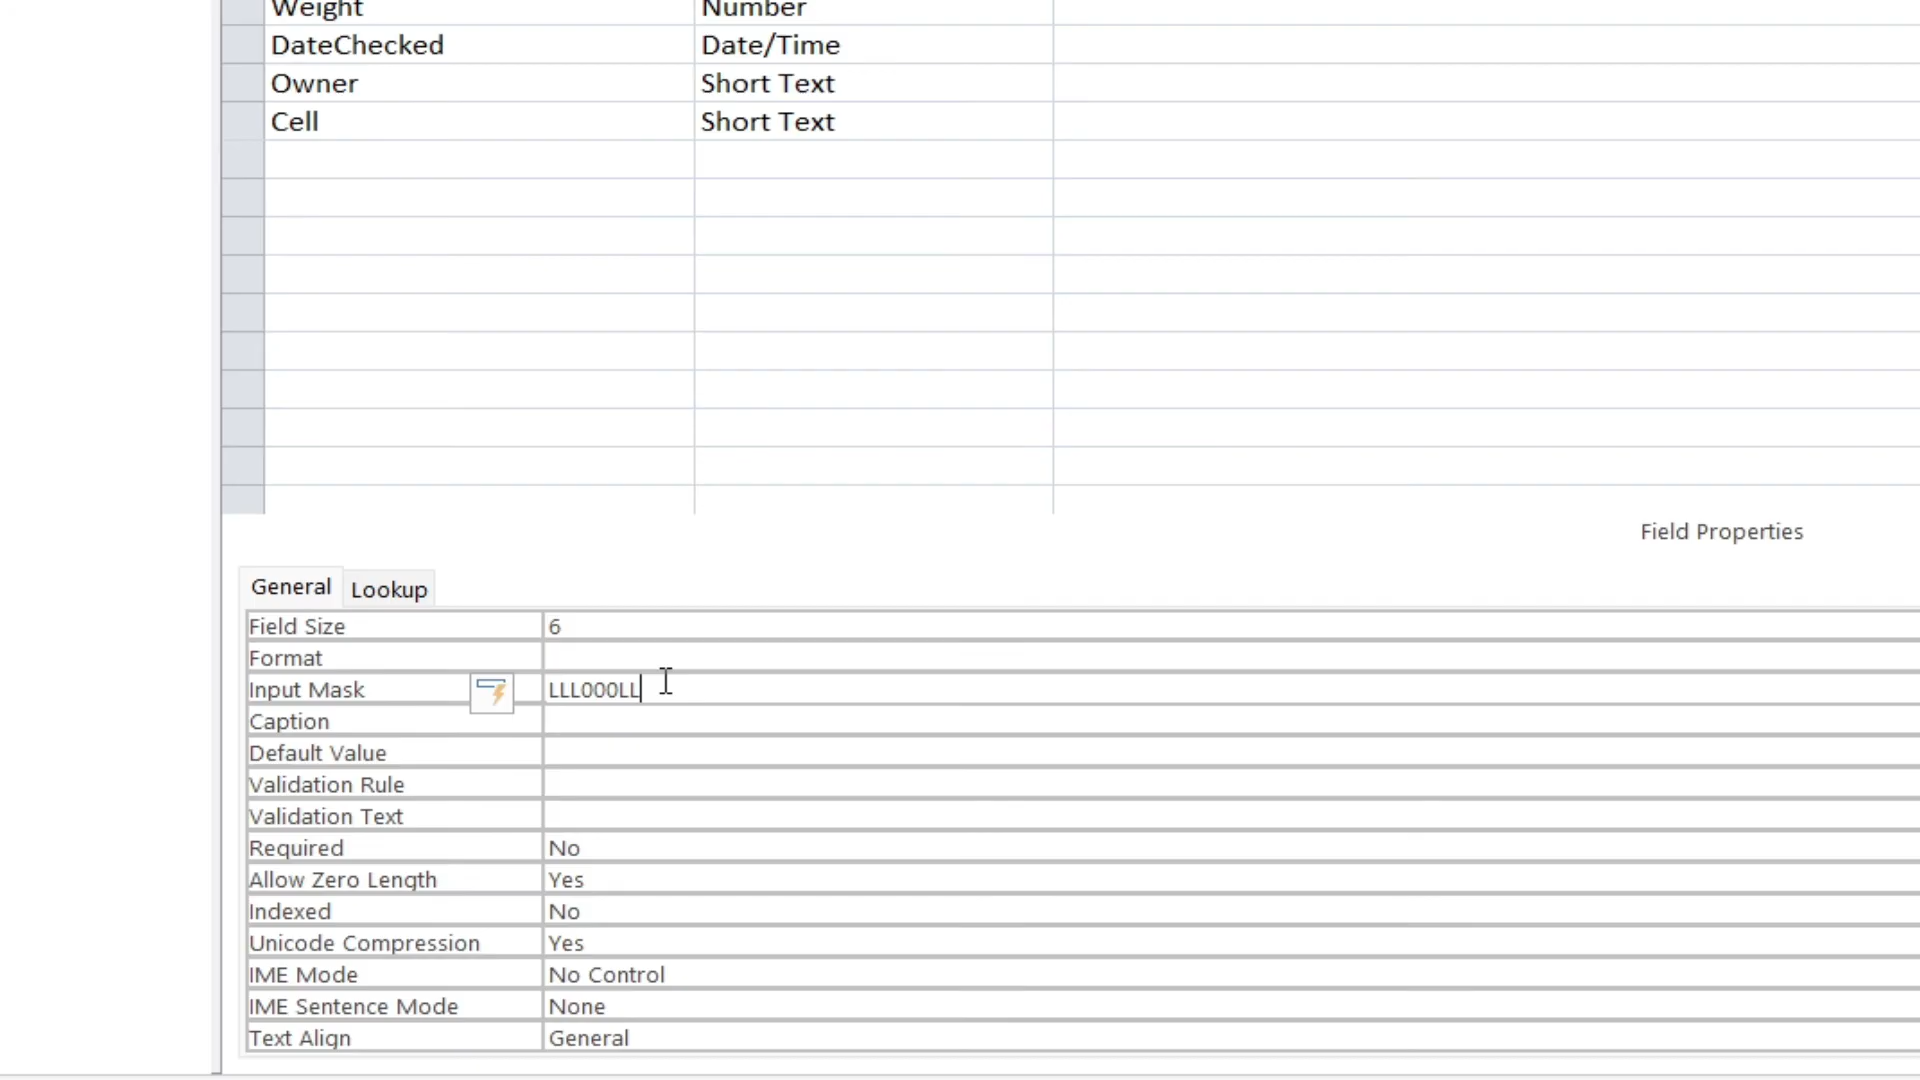 Weight Number
DateChecked Date/Time
Owner Short Text
Cell Short Text
Field Properties
General Lookup
Field Size 6
Format
Input Mask LLL000LL
Caption
Default Value
Validation Rule
Validation Text
Required No
Allow Zero Length Yes
Indexed No
Unicode Compression Yes
IME Mode No Control
IME Sentence Mode None
Text Align General